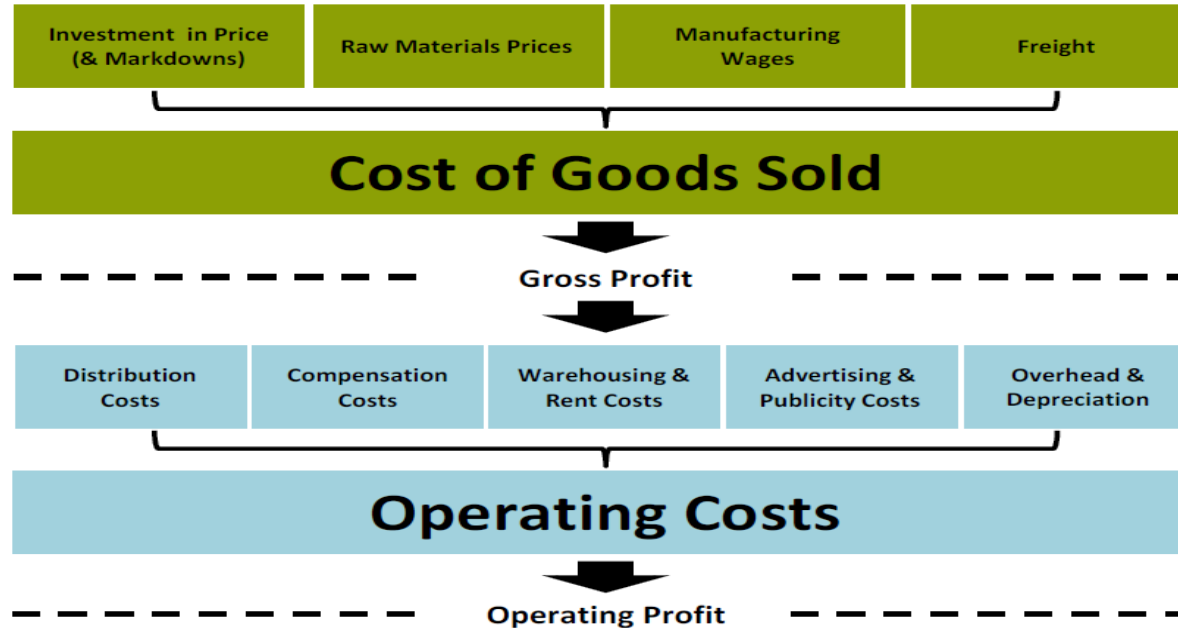 Investment in Price
(& Markdowns)
Raw Materials Prices
Manufacturing
Wages
Freight
Cost of Goods Sold
Gross Profit
Distribution
Costs
Compensation
Costs
Warehousing &
Rent Costs
Advertising &
Publicity Costs
Overhead &
Depreciation
Operating Costs
Operating Profit